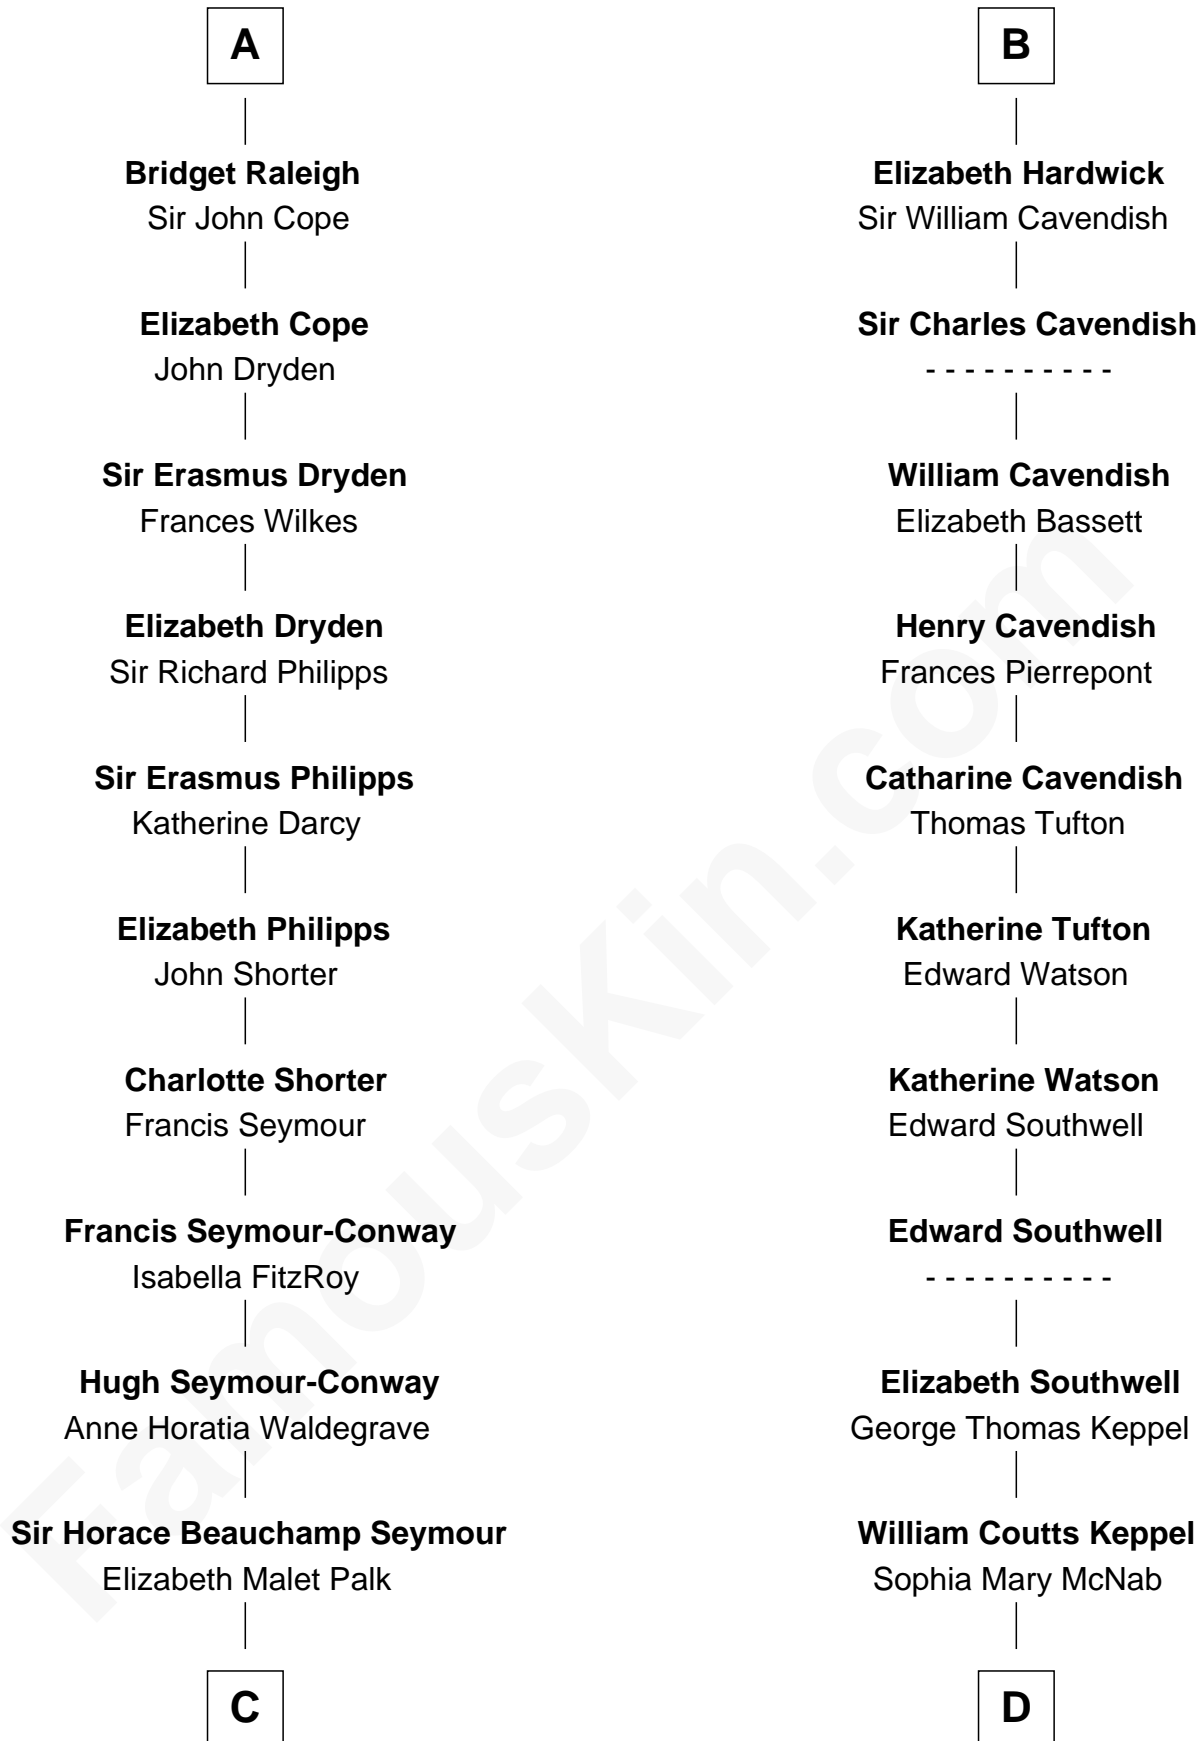 A
Bridget Raleigh
Sir John Cope
Elizabeth Cope
John Dryden
Sir Erasmus Dryden
Frances Wilkes
Elizabeth Dryden
Sir Richard Philipps
Sir Erasmus Philipps
Katherine Darcy
Elizabeth Philipps
John Shorter
Charlotte Shorter
Francis Seymour
Francis Seymour-Conway
Isabella FitzRoy
Hugh Seymour-Conway
Anne Horatia Waldegrave
Sir Horace Beauchamp Seymour
Elizabeth Malet Palk
C
B
Elizabeth Hardwick
Sir William Cavendish
Sir Charles Cavendish
- - - - - - - - - -
William Cavendish
Elizabeth Bassett
Henry Cavendish
Frances Pierrepont
Catharine Cavendish
Thomas Tufton
Katherine Tufton
Edward Watson
Katherine Watson
Edward Southwell
Edward Southwell
- - - - - - - - - -
Elizabeth Southwell
George Thomas Keppel
William Coutts Keppel
Sophia Mary McNab
D
FamousKin.com